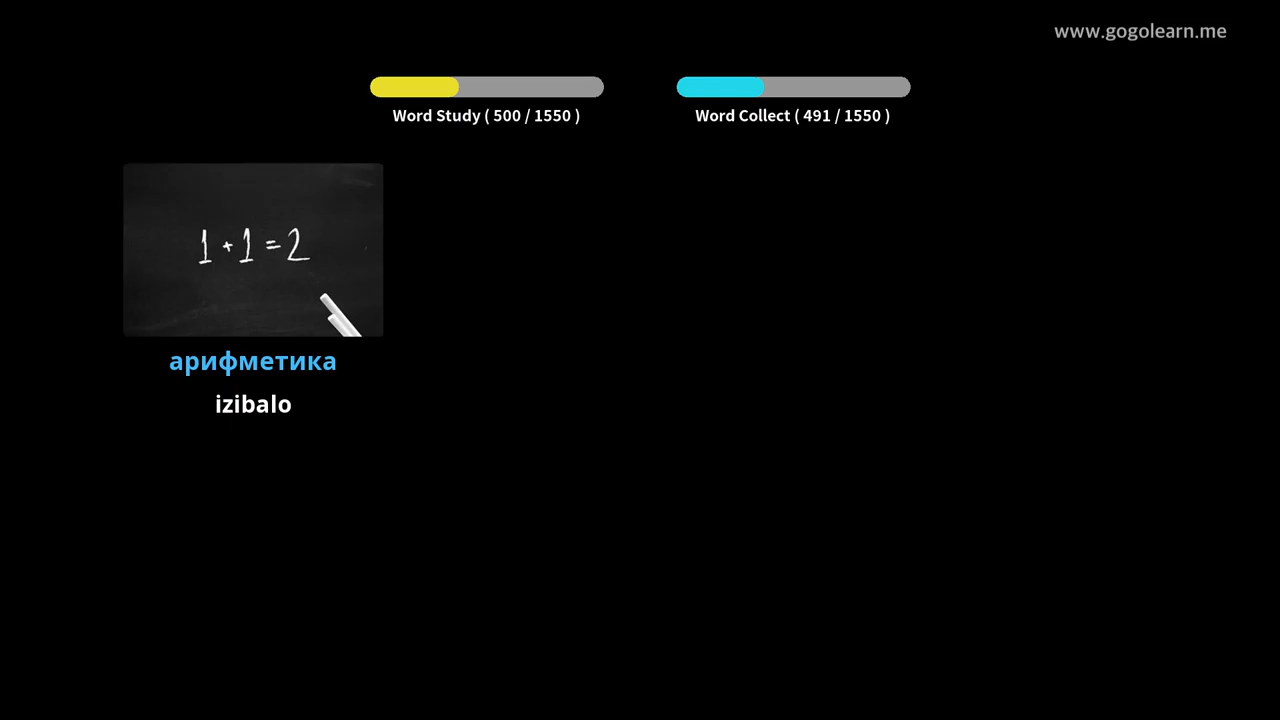 www.gogolearn.me
Word Study ( 500 / 1550 )
Word Collect ( 491 / 1550 )
1 + 1 = 2
арифметика
izibalo